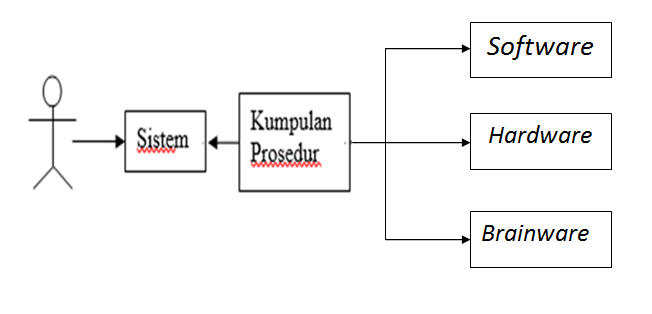 Sistem
Kumpulan
Prosedur
Software
Hardware
Brainware